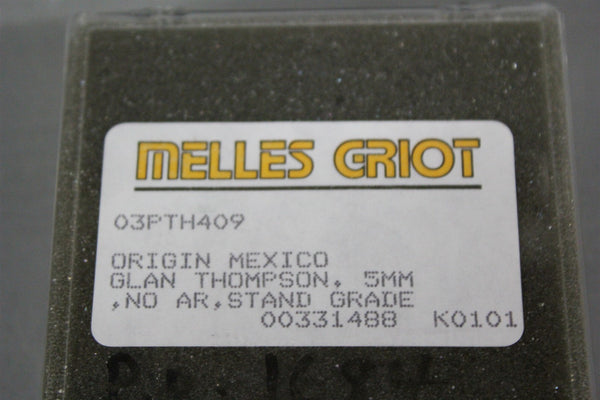 MELLES GRIOT
03PTH409
ORIGIN MEXICO
GLAN THOMPSON, 5MM
,NO AR,STAND GRADE
00331488 K0101